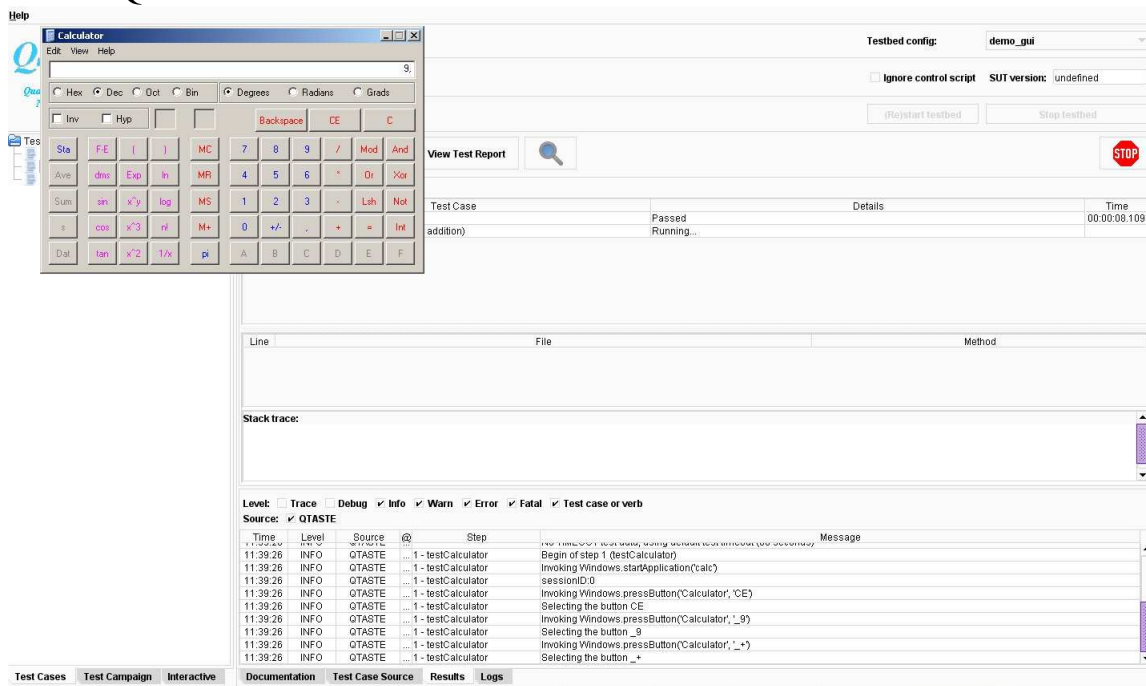 Help
Calculator
Edit View Help
9,
Hex Dec Oct Bin Degrees Radians Grads
Inv Hyp Backspace CE C
Sta F-E ( ) MC 7 8 9 / Mod And
Ave dms Exp ln MR 4 5 6 * Or Xor
Sum sin x^y log MS 1 2 3 - Lsh Not
s cos x^3 n! M+ 0 +/- , + = Int
Dat tan x^2 1/x pi A B C D E F
Testbed config: demo_gui
Ignore control script SUT version: undefined
(Re)start testbed Stop testbed
View Test Report STOP
Test Case Details Time
Passed 00:00:08.109
addition) Running...
Line File Method
Stack trace:
Level: Trace Debug Info Warn Error Fatal Test case or verb
Source: QTASTE
Time Level Source @ Step Message
11:39:26 INFO QTASTE ... 1 - testCalculator Begin of step 1 (testCalculator)
11:39:26 INFO QTASTE ... 1 - testCalculator Invoking Windows.startApplication('calc')
11:39:26 INFO QTASTE ... 1 - testCalculator sessionID:0
11:39:26 INFO QTASTE ... 1 - testCalculator Invoking Windows.pressButton('Calculator', 'CE')
11:39:26 INFO QTASTE ... 1 - testCalculator Selecting the button CE
11:39:26 INFO QTASTE ... 1 - testCalculator Invoking Windows.pressButton('Calculator', '_9')
11:39:26 INFO QTASTE ... 1 - testCalculator Selecting the button _9
11:39:26 INFO QTASTE ... 1 - testCalculator Invoking Windows.pressButton('Calculator', '_+')
11:39:26 INFO QTASTE ... 1 - testCalculator Selecting the button _+
Test Cases Test Campaign Interactive Documentation Test Case Source Results Logs